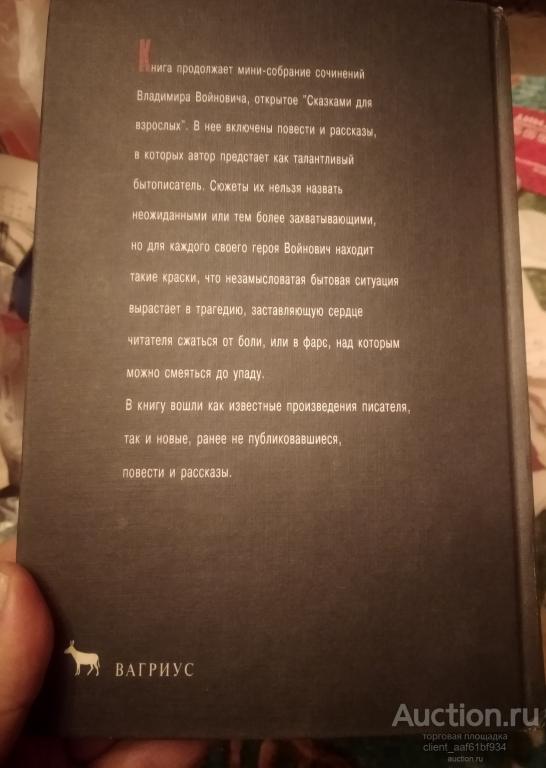 Книга продолжает мини-собрание сочинений
Владимира Войновича, открытое "Сказками для
взрослых". В нее включены повести и рассказы,
в которых автор предстает как талантливый
бытописатель. Сюжеты их нельзя назвать
неожиданными или тем более захватывающими,
но для каждого своего героя Войнович находит
такие краски, что незамысловатая бытовая ситуация
вырастает в трагедию, заставляющую сердце
читателя сжаться от боли, или в фарс, над которым
можно смеяться до упаду.
В книгу вошли как известные произведения писателя,
так и новые, ранее не публиковавшиеся,
повести и рассказы.
ВАГРИУС
Auction.ru
торговая площадка
client_aaf61bf934
auction.ru